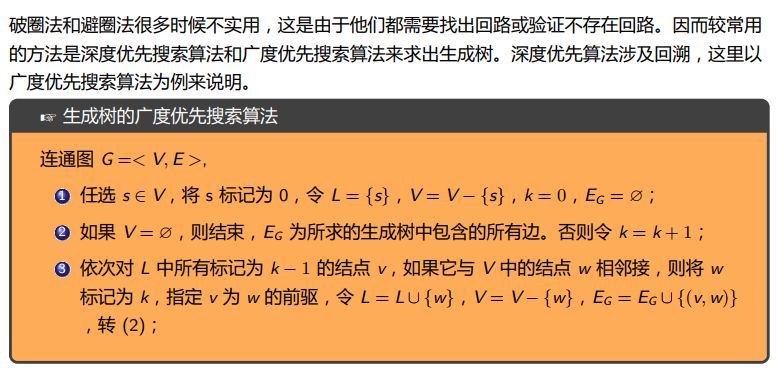 破圈法和避圈法很多时候不实用，这是由于他们都需要找出回路或验证不存在回路。因而较常用
的方法是深度优先搜索算法和广度优先搜索算法来求出生成树。深度优先算法涉及回溯，这里以
广度优先搜索算法为例来说明。
☞ 生成树的广度优先搜索算法
连通图 G =< V, E >,
1 任选 s ∈ V，将 s 标记为 0，令 L = {s}，V = V − {s}，k = 0，E_G = ∅；
2 如果 V = ∅，则结束，E_G 为所求的生成树中包含的所有边。否则令 k = k + 1；
3 依次对 L 中所有标记为 k − 1 的结点 v，如果它与 V 中的结点 w 相邻接，则将 w
标记为 k，指定 v 为 w 的前驱，令 L = L ∪ {w}，V = V − {w}，E_G = E_G ∪ {(v, w)}
，转 (2)；